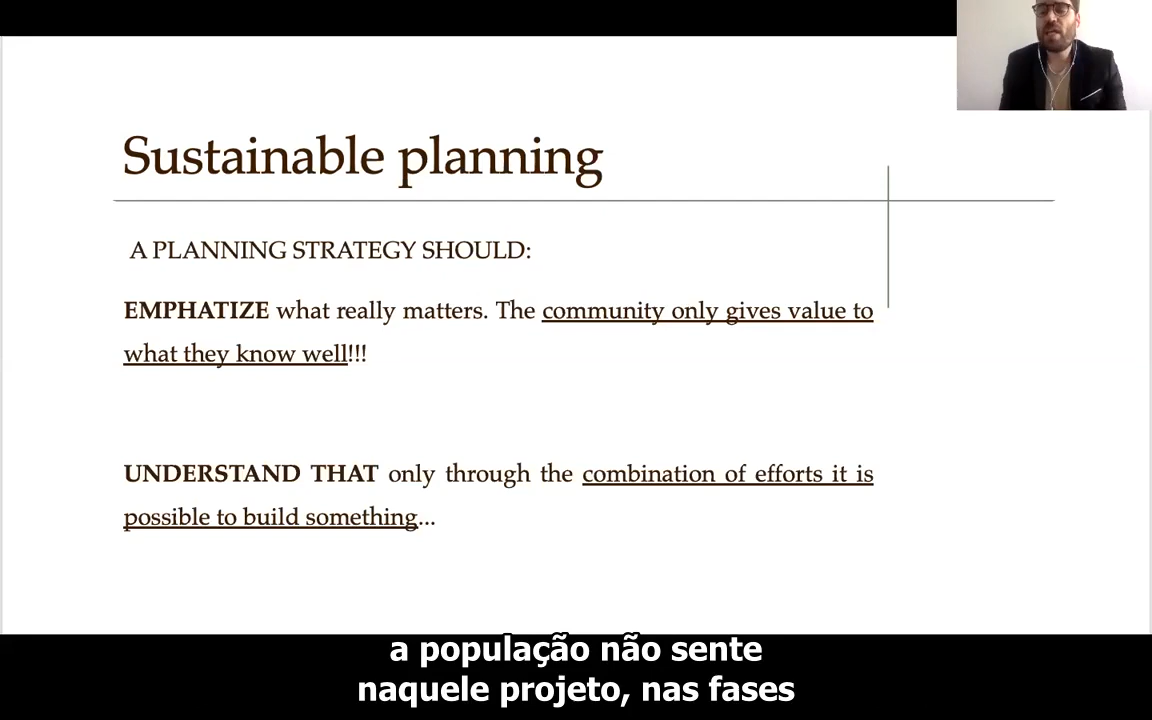 Sustainable planning
A PLANNING STRATEGY SHOULD:
EMPHATIZE what really matters. The community only gives value to
what they know well!!!
UNDERSTAND THAT only through the combination of efforts it is
possible to build something...
a população não sente
naquele projeto, nas fases